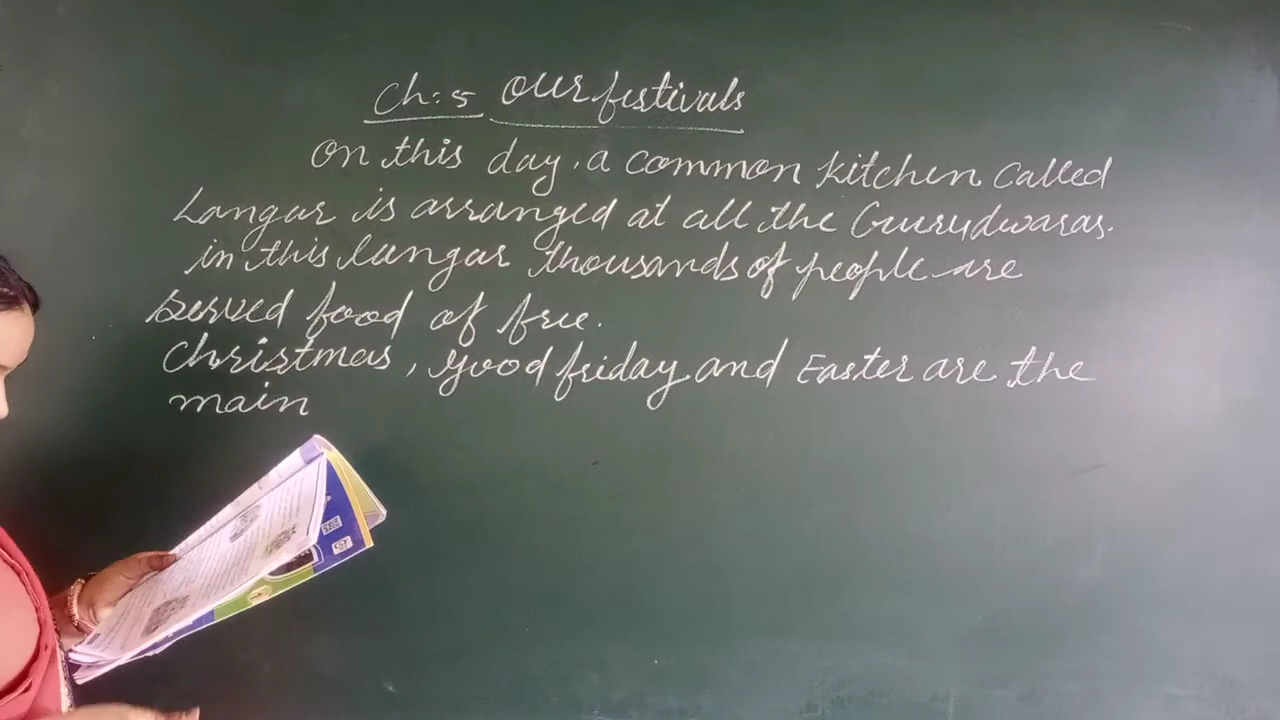 Ch: 5 Our festivals
On this day, a common kitchen called
Langar is arranged at all the Gurudwaras.
in this langar thousands of people are
served food of free.
Christmas, Good friday and Easter are the
main